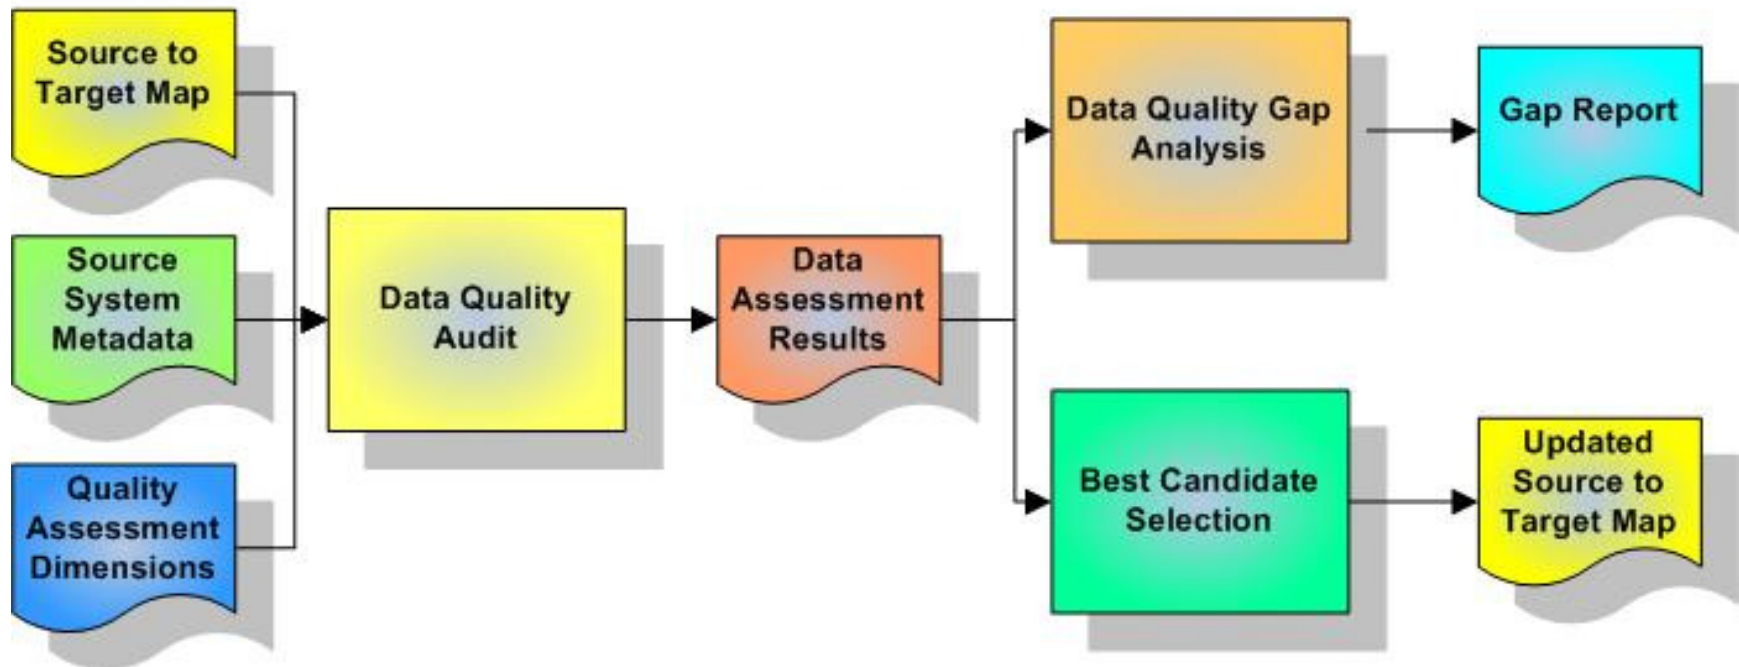 Source to
Target Map
Source
System
Metadata
Quality
Assessment
Dimensions
Data Quality
Audit
Data
Assessment
Results
Data Quality Gap
Analysis
Gap Report
Best Candidate
Selection
Updated
Source to
Target Map